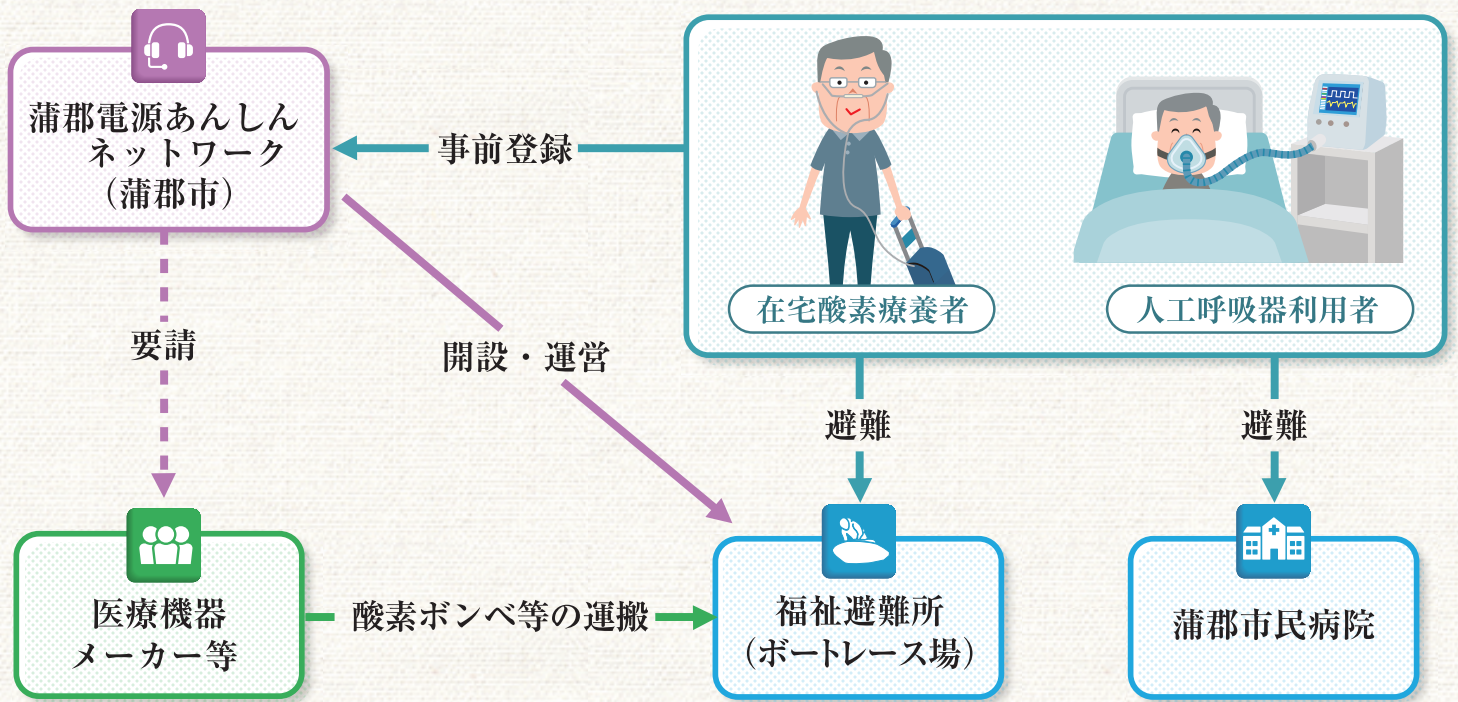 蒲郡電源あんしん
ネットワーク
（蒲郡市）
事前登録
在宅酸素療養者
人工呼吸器利用者
要請
開設・運営
避難
避難
医療機器
メーカー等
酸素ボンベ等の運搬
福祉避難所
（ボートレース場）
蒲郡市民病院